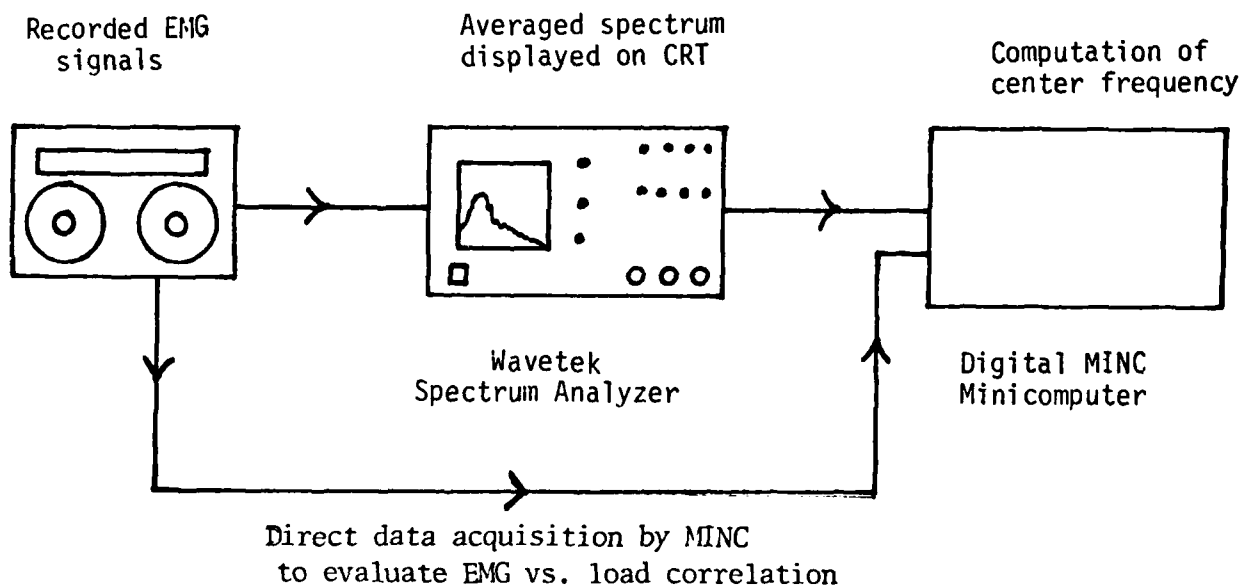 Recorded EMG
signals
Averaged spectrum
displayed on CRT
Computation of
center frequency
Wavetek
Spectrum Analyzer
Digital MINC
Minicomputer
Direct data acquisition by MINC
to evaluate EMG vs. load correlation